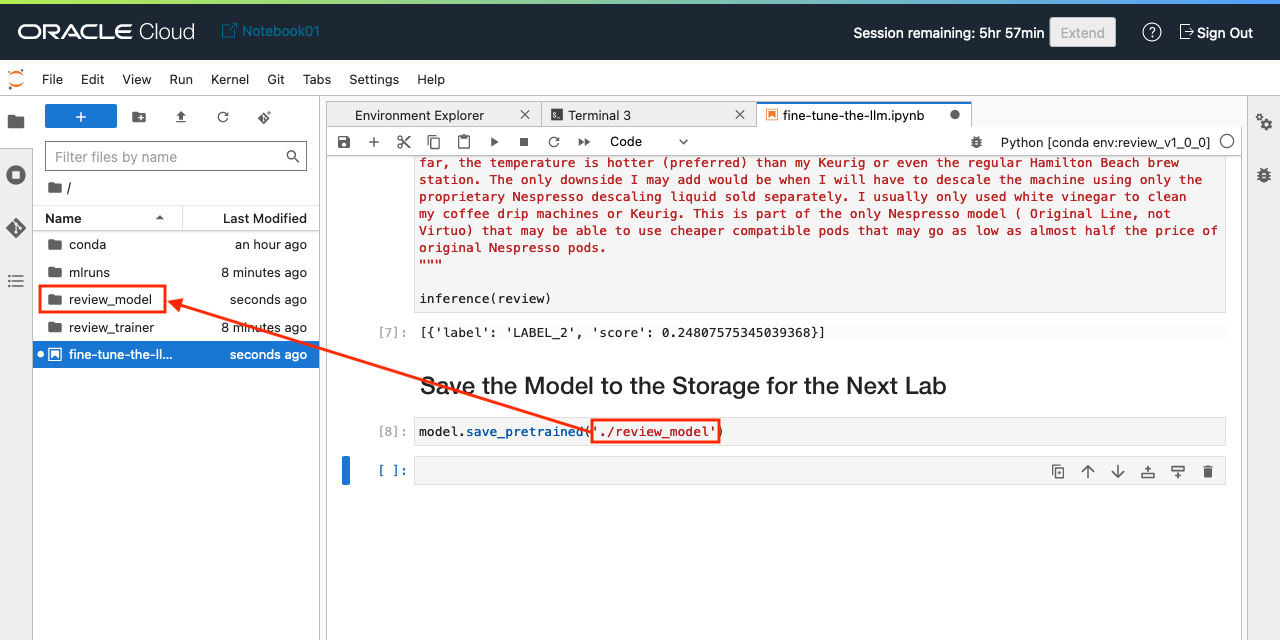 ORACLE Cloud
Notebook01
Session remaining: 5hr 57min
Extend
?
Sign Out
File Edit View Run Kernel Git Tabs Settings Help
+
Filter files by name
/
Name Last Modified
conda an hour ago
mlruns 8 minutes ago
review_model seconds ago
review_trainer 8 minutes ago
fine-tune-the-ll... seconds ago
Environment Explorer
Terminal 3
fine-tune-the-llm.ipynb
Code
Python [conda env:review_v1_0_0]
far, the temperature is hotter (preferred) than my Keurig or even the regular Hamilton Beach brew
station. The only downside I may add would be when I will have to descale the machine using only the
proprietary Nespresso descaling liquid sold separately. I usually only used white vinegar to clean
my coffee drip machines or Keurig. This is part of the only Nespresso model ( Original Line, not
Virtuo) that may be able to use cheaper compatible pods that may go as low as almost half the price of
original Nespresso pods.
"""
inference(review)
[7]: [{'label': 'LABEL_2', 'score': 0.24807575345039368}]
Save the Model to the Storage for the Next Lab
[8]: model.save_pretrained('./review_model')
[ ]: